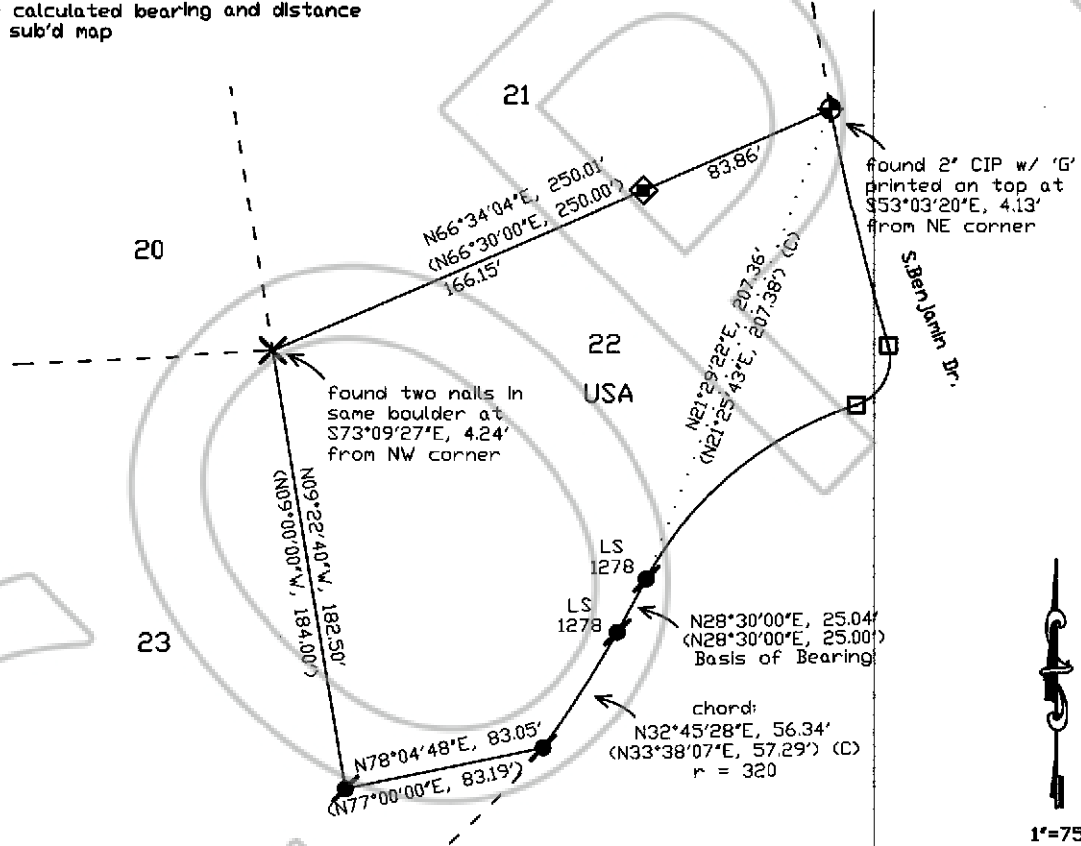 calculated bearing and distance
sub'd map
21
found 2" CIP w/ 'G'
printed on top at
S53°03'20"E, 4.13'
from NE corner
83.86'
N66°34'04"E, 250.01'
(N66°30'00"E, 250.00')
166.15'
20
S.Benjamin Dr.
N21°29'22"E, 207.36'
(N21°25'43"E, 207.38') (C)
22
USA
found two nails in
same boulder at
S73°09'27"E, 4.24'
from NW corner
N09°22'40"W, 182.50'
(N09°00'00"W, 184.00')
LS
1278
LS
1278
N28°30'00"E, 25.04'
(N28°30'00"E, 25.00')
Basis of Bearing
23
chord:
N32°45'28"E, 56.34'
(N33°38'07"E, 57.29') (C)
r = 320
N78°04'48"E, 83.05'
(N77°00'00"E, 83.19')
1"=75